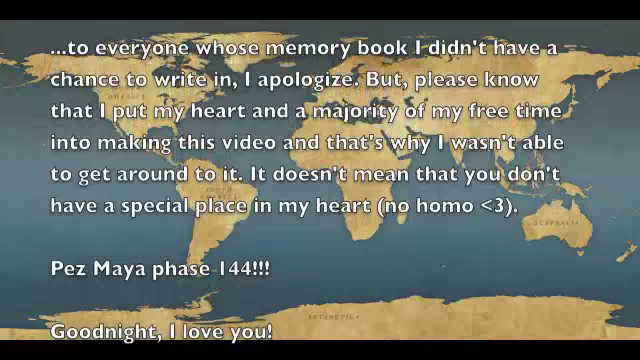 ...to everyone whose memory book I didn't have a
chance to write in, I apologize. But, please know
that I put my heart and a majority of my free time
into making this video and that's why I wasn't able
to get around to it. It doesn't mean that you don't
have a special place in my heart (no homo <3).
Pez Maya phase 144!!!
Goodnight, I love you!
AUSTRALIA
ANTARCTICA